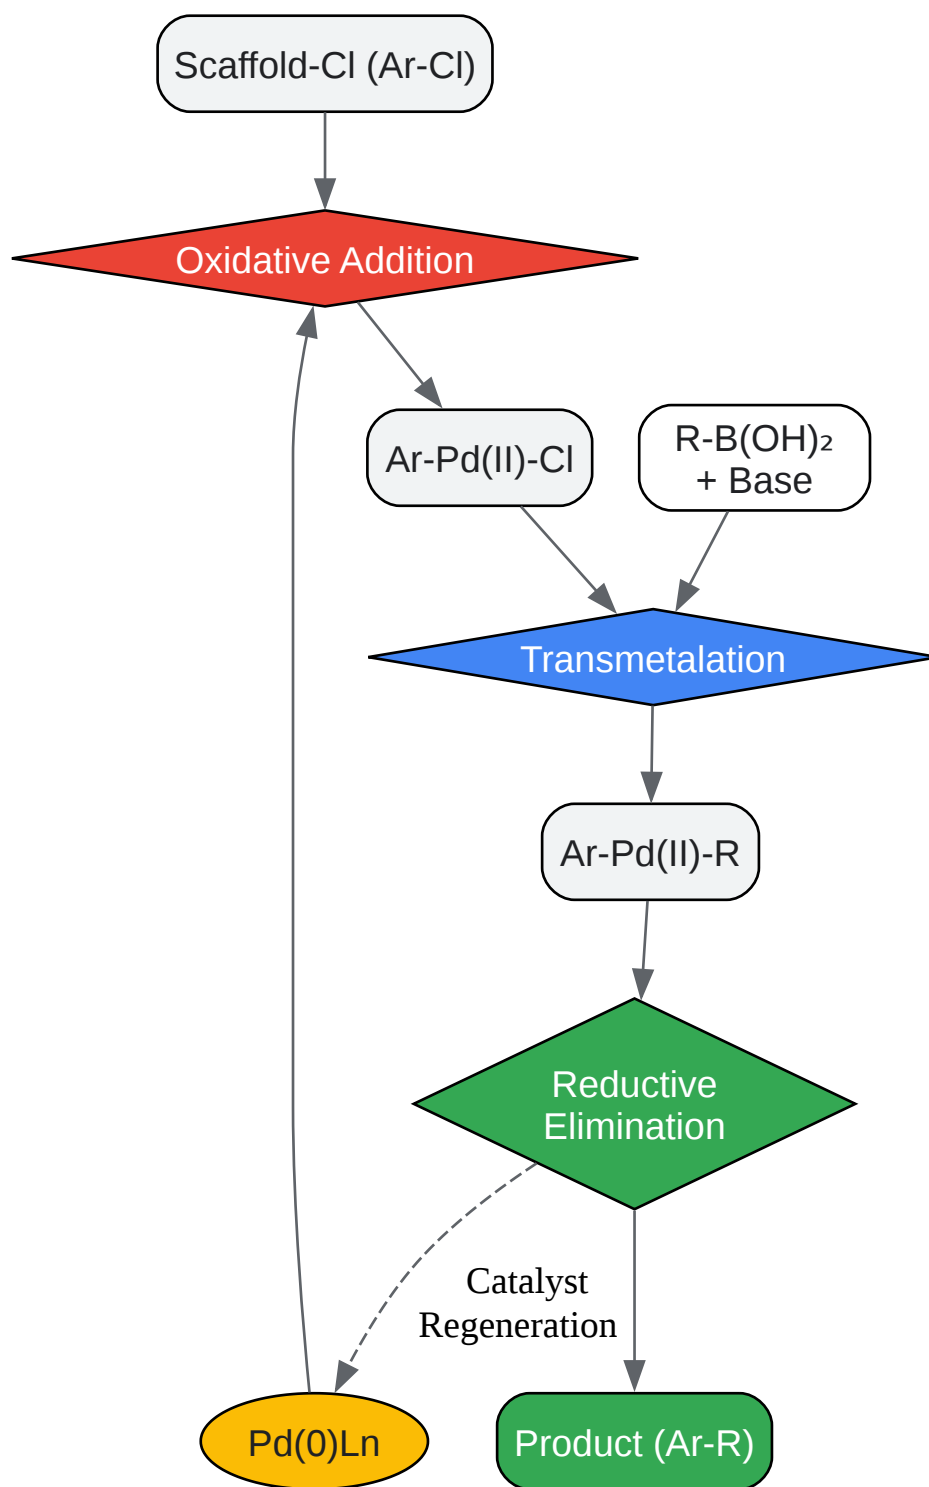 Scaffold-Cl (Ar-Cl)
Oxidative Addition
Ar-Pd(II)-Cl
R-B(OH)₂
+ Base
Transmetalation
Ar-Pd(II)-R
Reductive
Elimination
Catalyst
Regeneration
Pd(0)Ln
Product (Ar-R)